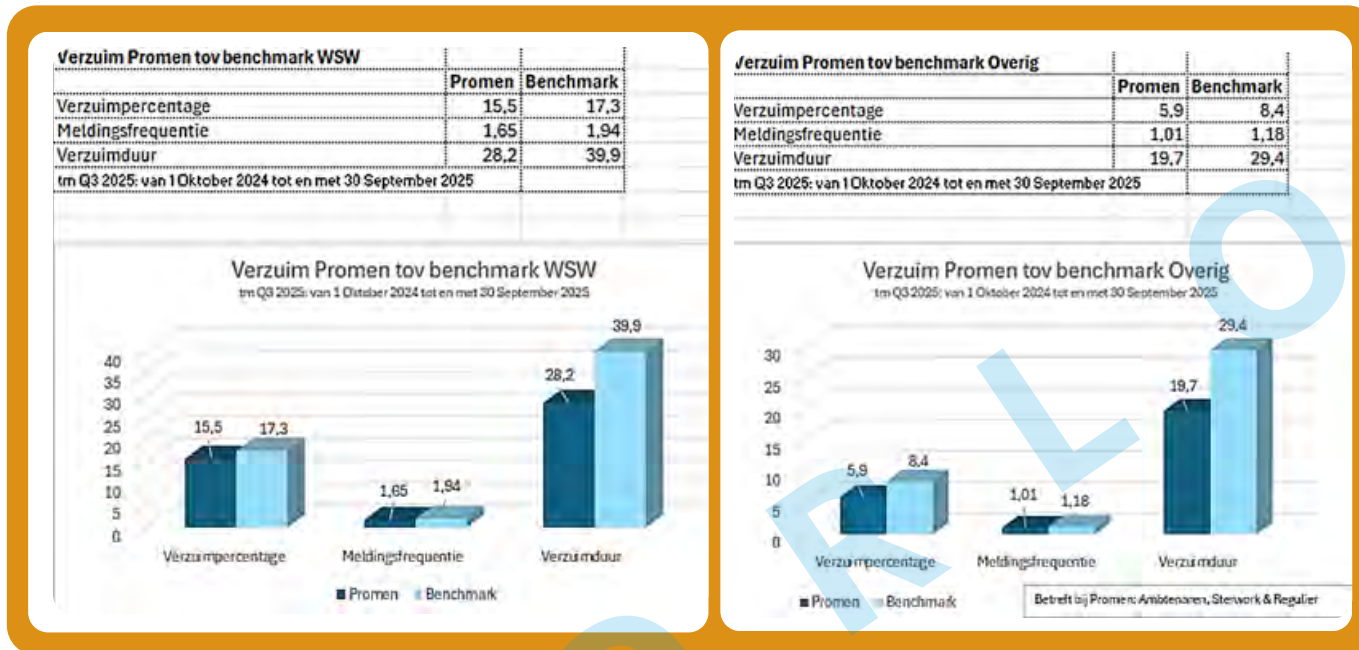 Verzuim Promen tov benchmark WSW
Promen Benchmark
Verzuimpercentage 15,5 17,3
Meldingsfrequentie 1,65 1,94
Verzuimduur 28,2 39,9
tm Q3 2025: van 1 Oktober 2024 tot en met 30 September 2025
Verzuim Promen tov benchmark WSW
tm Q3 2025: van 1 Oktober 2024 tot en met 30 September 2025
40
35
30
25
20
15
10
5
0
15,5 17,3
1,65 1,94
28,2 39,9
Verzuimpercentage Meldingsfrequentie Verzuimduur
Promen Benchmark
Verzuim Promen tov benchmark Overig
Promen Benchmark
Verzuimpercentage 5,9 8,4
Meldingsfrequentie 1,01 1,18
Verzuimduur 19,7 29,4
tm Q3 2025: van 1 Oktober 2024 tot en met 30 September 2025
Verzuim Promen tov benchmark Overig
tm Q3 2025: van 1 Oktober 2024 tot en met 30 September 2025
30
25
20
15
10
5
0
5,9 8,4
1,01 1,18
19,7 29,4
Verzuimpercentage Meldingsfrequentie Verzuimduur
Promen Benchmark
Betreft bij Promen: Ambtenaren, Sterwork & Regulier
R L O